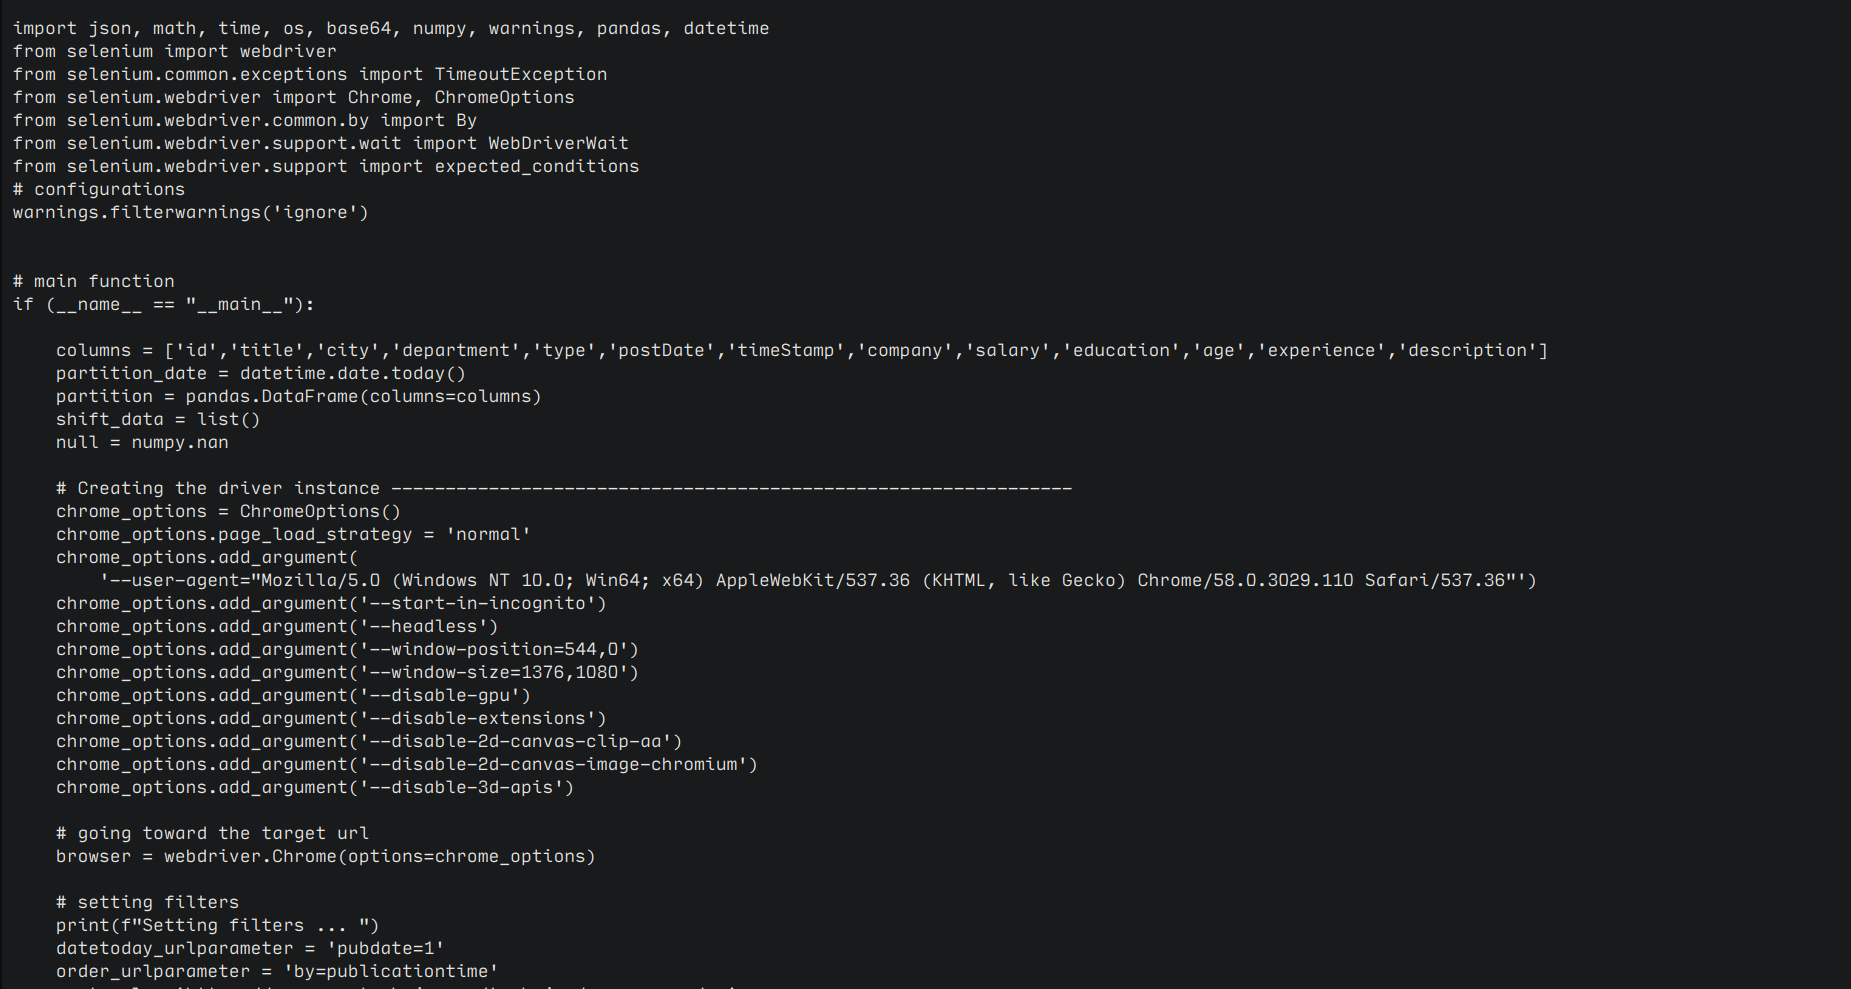 import json, math, time, os, base64, numpy, warnings, pandas, datetime
from selenium import webdriver
from selenium.common.exceptions import TimeoutException
from selenium.webdriver import Chrome, ChromeOptions
from selenium.webdriver.common.by import By
from selenium.webdriver.support.wait import WebDriverWait
from selenium.webdriver.support import expected_conditions
# configurations
warnings.filterwarnings('ignore')
# main function
if (__name__ == "__main__"):
columns = ['id','title','city','department','type','postDate','timeStamp','company','salary','education','age','experience','description']
partition_date = datetime.date.today()
partition = pandas.DataFrame(columns=columns)
shift_data = list()
null = numpy.nan
# Creating the driver instance ---------------------------------------------------------------
chrome_options = ChromeOptions()
chrome_options.page_load_strategy = 'normal'
chrome_options.add_argument(
'--user-agent="Mozilla/5.0 (Windows NT 10.0; Win64; x64) AppleWebKit/537.36 (KHTML, like Gecko) Chrome/58.0.3029.110 Safari/537.36"')
chrome_options.add_argument('--start-in-incognito')
chrome_options.add_argument('--headless')
chrome_options.add_argument('--window-position=544,0')
chrome_options.add_argument('--window-size=1376,1080')
chrome_options.add_argument('--disable-gpu')
chrome_options.add_argument('--disable-extensions')
chrome_options.add_argument('--disable-2d-canvas-clip-aa')
chrome_options.add_argument('--disable-2d-canvas-image-chromium')
chrome_options.add_argument('--disable-3d-apis')
# going toward the target url
browser = webdriver.Chrome(options=chrome_options)
# setting filters
print(f"Setting filters ... ")
datetoday_urlparameter = 'pubdate=1'
order_urlparameter = 'by=publicationtime'